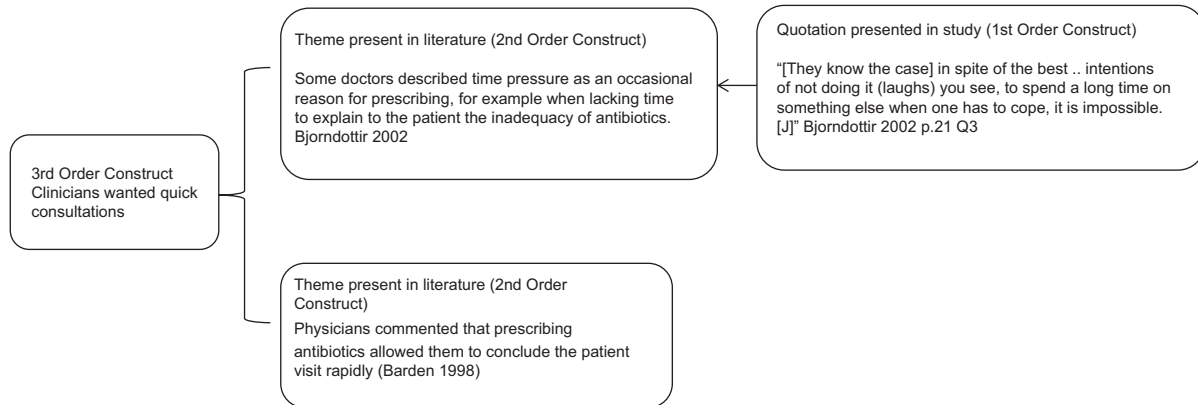 Theme present in literature (2nd Order Construct)
Some doctors described time pressure as an occasional
reason for prescribing, for example when lacking time
to explain to the patient the inadequacy of antibiotics.
Bjorndottir 2002
Quotation presented in study (1st Order Construct)
“[They know the case] in spite of the best .. intentions
of not doing it (laughs) you see, to spend a long time on
something else when one has to cope, it is impossible.
[J]” Bjorndottir 2002 p.21 Q3
3rd Order Construct
Clinicians wanted quick
consultations
Theme present in literature (2nd Order
Construct)
Physicians commented that prescribing
antibiotics allowed them to conclude the patient
visit rapidly (Barden 1998)